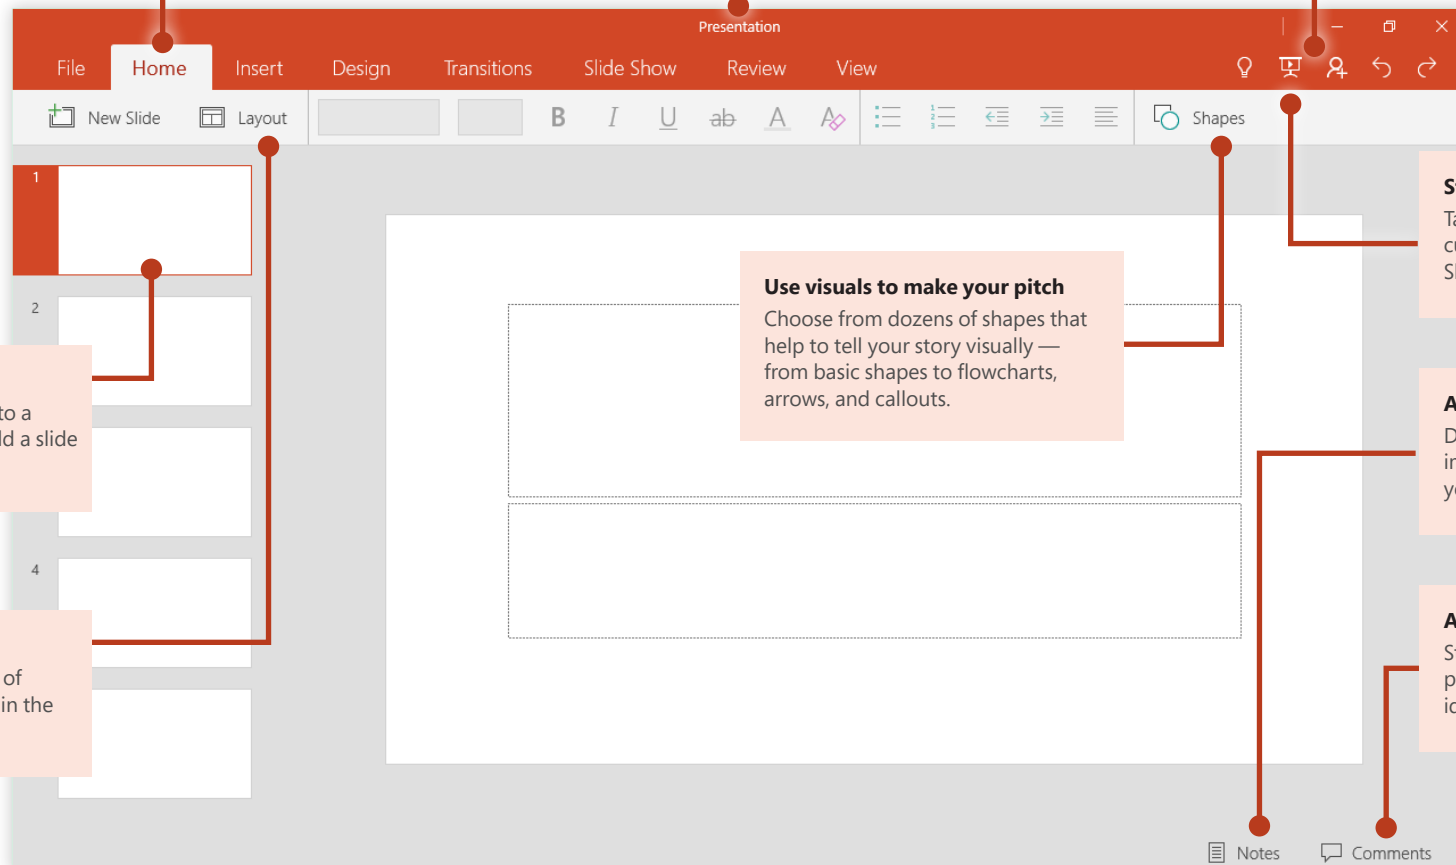 Presentation
File Home Insert Design Transitions Slide Show Review View
New Slide Layout B I U ab A A Shapes
1
2
4
to a
a slide
of
in the
Use visuals to make your pitch
Choose from dozens of shapes that
help to tell your story visually —
from basic shapes to flowcharts,
arrows, and callouts.
Notes Comments